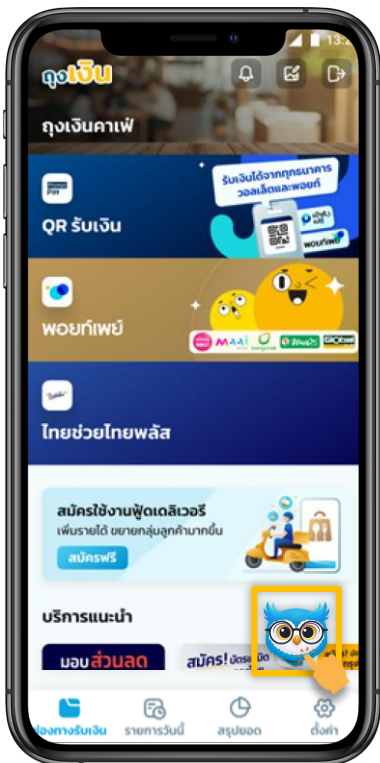 13:2
ถุงเงิน
ถุงเงินคาเฟ่
รับเงินได้จากทุกธนาคาร
วอลเล็ตและพอยท์
QR รับเงิน
พอยท์เพย์
พอยท์เพย์
MAAI
ไทยช่วยไทยพลัส
สมัครใช้งานฟู้ดเดลิเวอรี
เพิ่มรายได้ ขยายกลุ่มลูกค้ามากขึ้น
สมัครฟรี
บริการแนะนำ
มอบส่วนลด
สมัคร!
ช่องทางรับเงิน
รายการวันนี้
สรุปยอด
ตั้งค่า